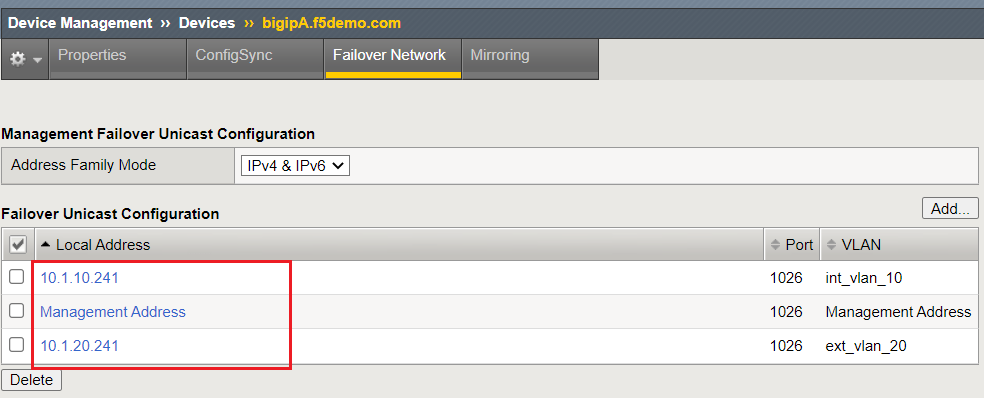 Device Management ›› Devices ›› bigipA.f5demo.com
Properties ConfigSync Failover Network Mirroring
Management Failover Unicast Configuration
Address Family Mode IPv4 & IPv6
Failover Unicast Configuration Add...
Local Address Port VLAN
10.1.10.241 1026 int_vlan_10
Management Address 1026 Management Address
10.1.20.241 1026 ext_vlan_20
Delete